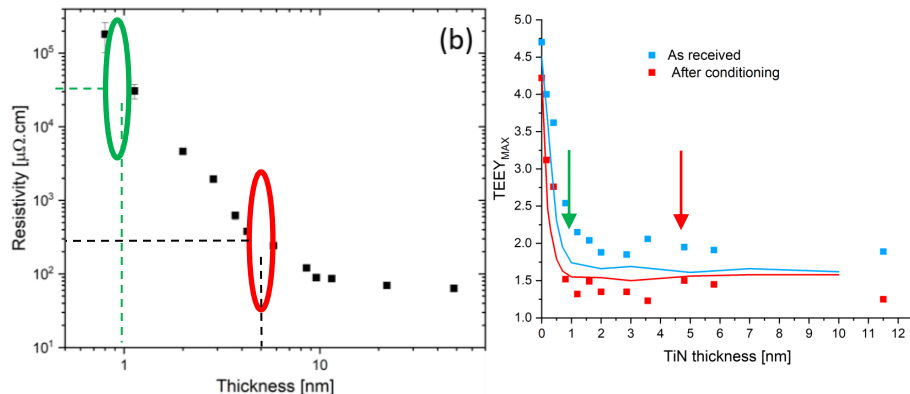 (b)
Resistivity [μΩ.cm]
10^5
10^4
10^3
10^2
10^1
1
10
Thickness [nm]
As received
After conditioning
TEEY_MAX
5.0
4.5
4.0
3.5
3.0
2.5
2.0
1.5
1.0
0 1 2 3 4 5 6 7 8 9 10 11 12
TiN thickness [nm]